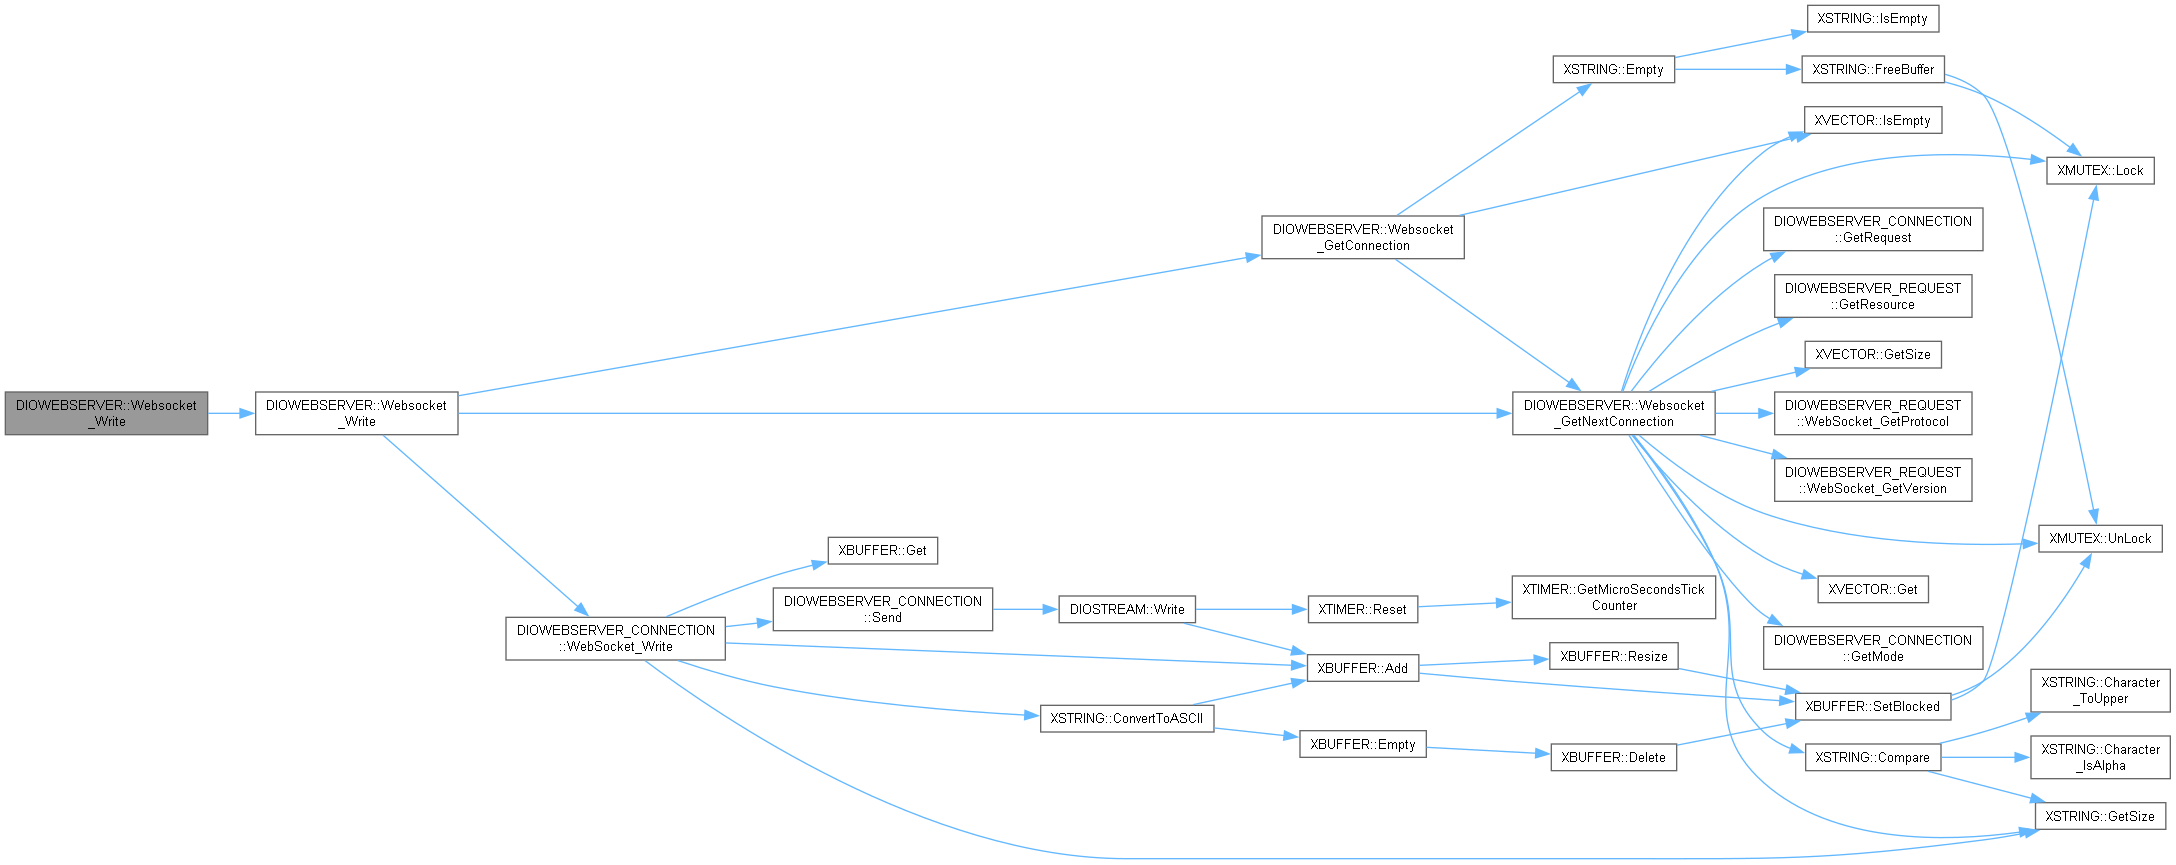 XSTRING::IsEmpty
XSTRING::Empty
XSTRING::FreeBuffer
XVECTOR::IsEmpty
XMUTEX::Lock
DIOWEBSERVER::Websocket
_GetConnection
DIOWEBSERVER_CONNECTION
::GetRequest
DIOWEBSERVER_REQUEST
::GetResource
XVECTOR::GetSize
DIOWEBSERVER::Websocket
_Write
DIOWEBSERVER::Websocket
_Write
DIOWEBSERVER::Websocket
_GetNextConnection
DIOWEBSERVER_REQUEST
::WebSocket_GetProtocol
DIOWEBSERVER_REQUEST
::WebSocket_GetVersion
XMUTEX::UnLock
XBUFFER::Get
XVECTOR::Get
DIOWEBSERVER_CONNECTION
::Send
DIOSTREAM::Write
XTIMER::Reset
XTIMER::GetMicroSecondsTick
Counter
DIOWEBSERVER_CONNECTION
::WebSocket_Write
DIOWEBSERVER_CONNECTION
::GetMode
XBUFFER::Add
XBUFFER::Resize
XSTRING::Character
_ToUpper
XBUFFER::SetBlocked
XSTRING::ConvertToASCII
XBUFFER::Empty
XBUFFER::Delete
XSTRING::Compare
XSTRING::Character
_IsAlpha
XSTRING::GetSize